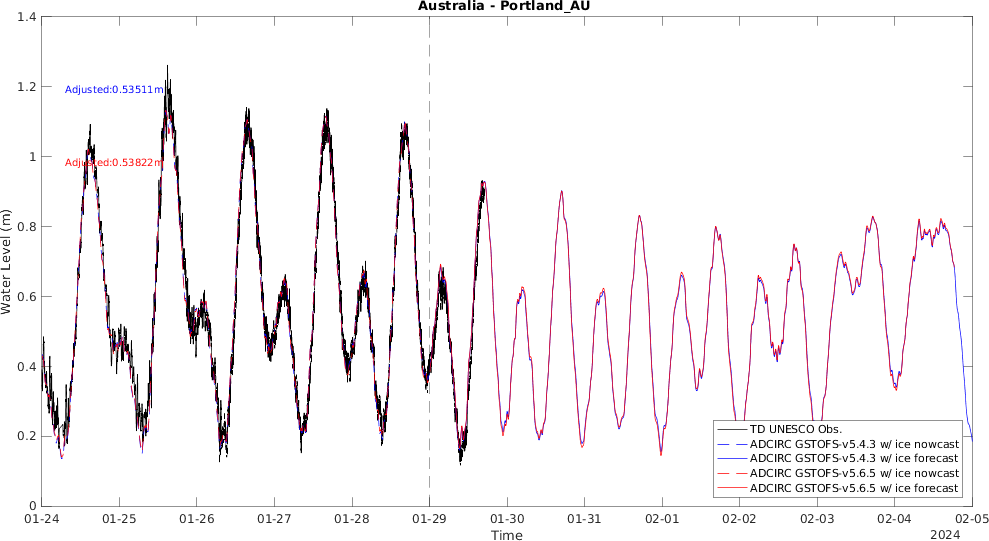 Australia - Portland_AU
1.4
1.2
1
0.8
0.6
0.4
0.2
0
Water Level (m)
Adjusted:0.53511m
Adjusted:0.53822m
TD UNESCO Obs.
ADCIRC GSTOFS-v5.4.3 w/ ice nowcast
ADCIRC GSTOFS-v5.4.3 w/ ice forecast
ADCIRC GSTOFS-v5.6.5 w/ ice nowcast
ADCIRC GSTOFS-v5.6.5 w/ ice forecast
01-24 01-25 01-26 01-27 01-28 01-29 01-30 01-31 02-01 02-02 02-03 02-04 02-05
Time
2024